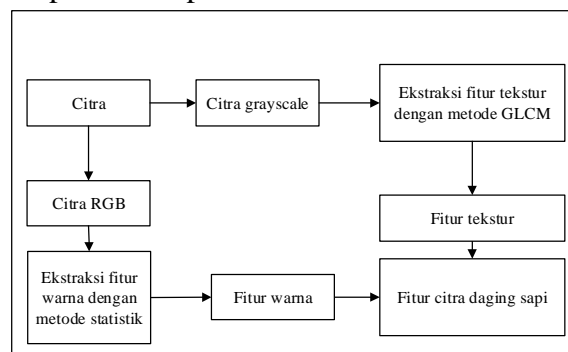 Citra
Citra grayscale
Ekstraksi fitur tekstur
dengan metode GLCM
Citra RGB
Fitur tekstur
Ekstraksi fitur
warna dengan
metode statistik
Fitur warna
Fitur citra daging sapi